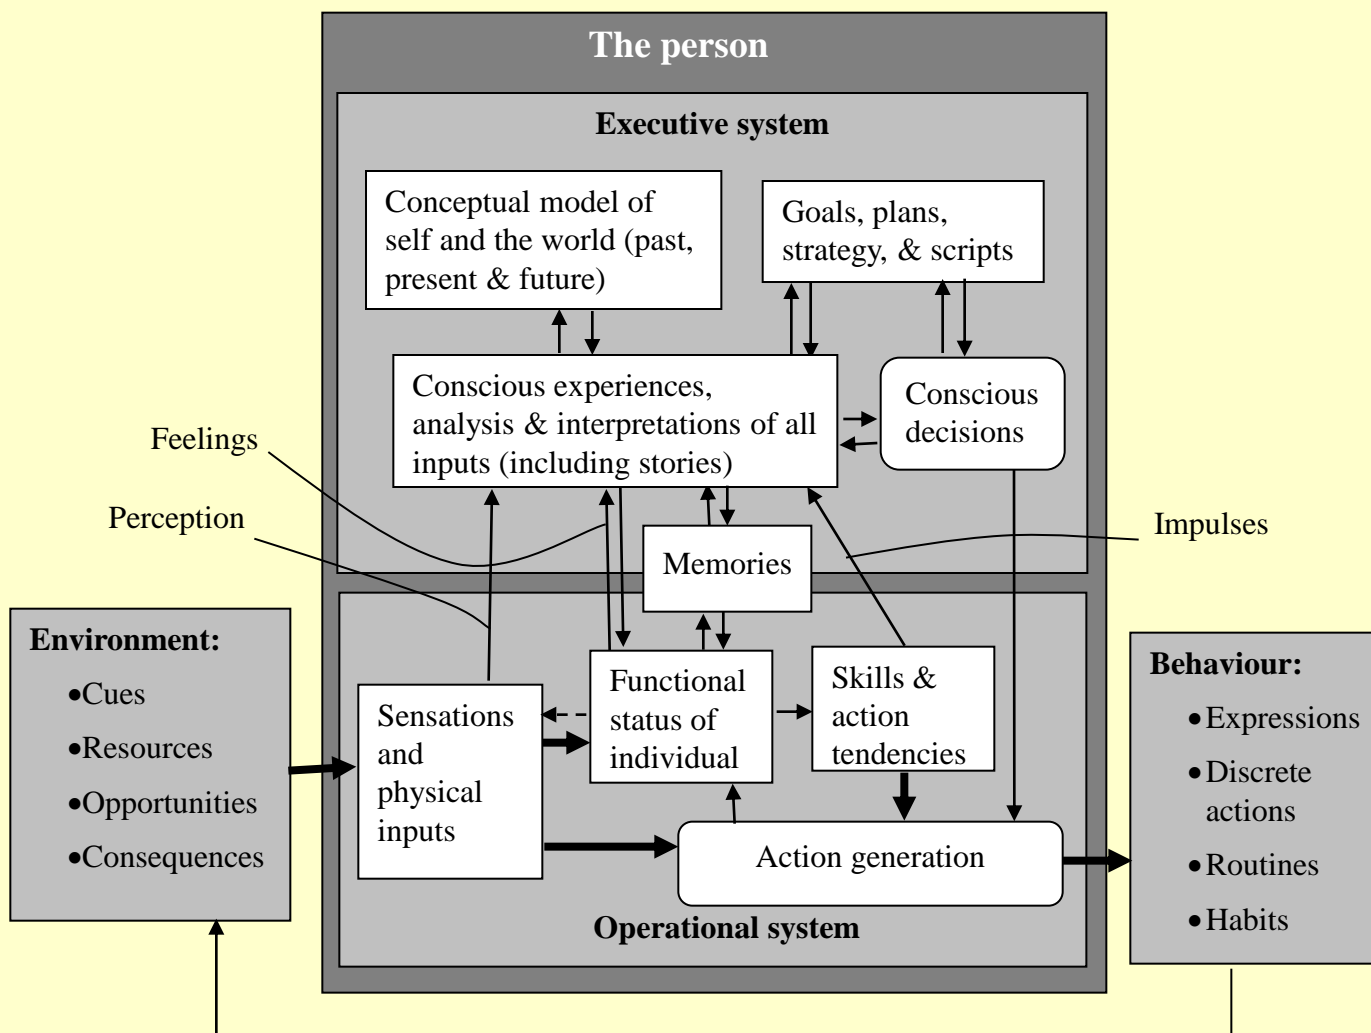 The person
Executive system
Conceptual model of
self and the world (past,
present & future)
Goals, plans,
strategy, & scripts
Conscious experiences,
analysis & interpretations of all
inputs (including stories)
Conscious
decisions
Feelings
Perception
Impulses
Memories
Environment:
•Cues
•Resources
•Opportunities
•Consequences
Sensations
and
physical
inputs
Functional
status of
individual
Skills &
action
tendencies
Action generation
Operational system
Behaviour:
•Expressions
•Discrete
actions
•Routines
•Habits